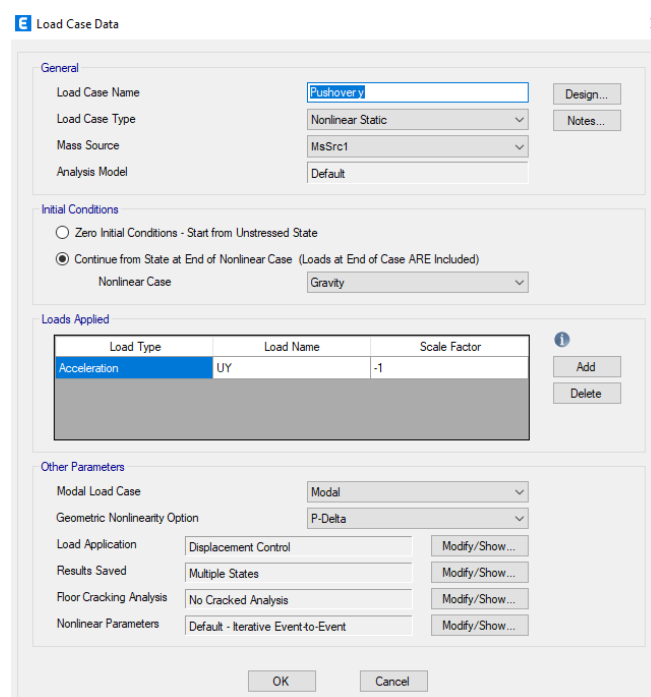 E Load Case Data
General
Load Case Name Pushover y Design...
Load Case Type Nonlinear Static Notes...
Mass Source MsSrc1
Analysis Model Default
Initial Conditions
Zero Initial Conditions - Start from Unstressed State
Continue from State at End of Nonlinear Case (Loads at End of Case ARE Included)
Nonlinear Case Gravity
Loads Applied
Load Type Load Name Scale Factor
Acceleration UY -1 Add
Delete
Other Parameters
Modal Load Case Modal
Geometric Nonlinearity Option P-Delta
Load Application Displacement Control Modify/Show...
Results Saved Multiple States Modify/Show...
Floor Cracking Analysis No Cracked Analysis Modify/Show...
Nonlinear Parameters Default - Iterative Event-to-Event Modify/Show...
OK Cancel